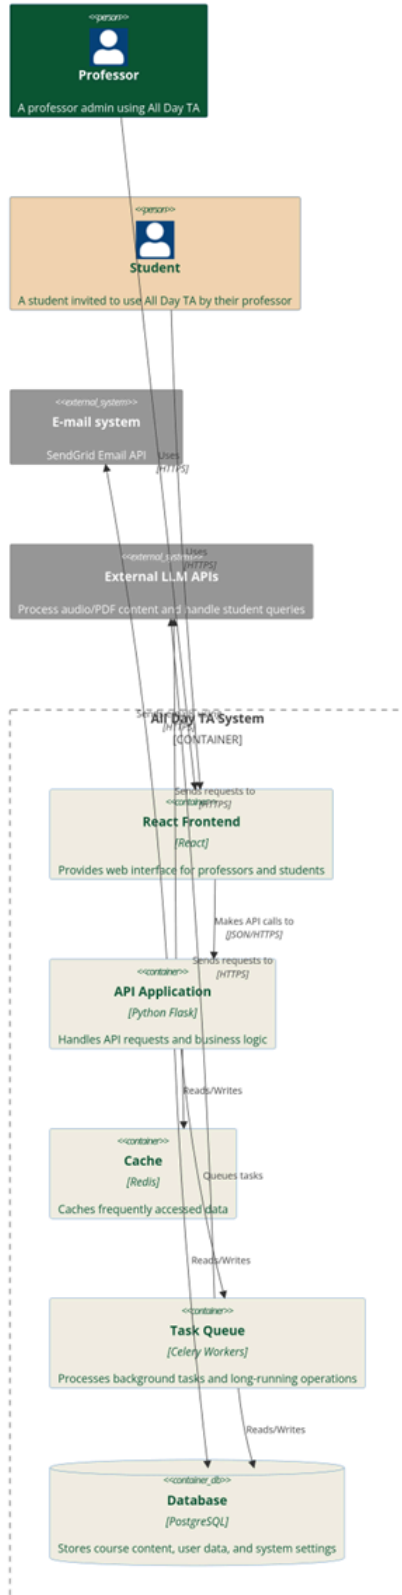 <<person>>
Professor
A professor admin using All Day TA
<<person>>
Student
A student invited to use All Day TA by their professor
<<external_system>>
E-mail system
SendGrid Email API
Uses
[HTTPS]
<<external_system>>
Uses
[HTTPS]
External LLM APIs
Process audio/PDF content and handle student queries
All Day TA System
[HTTPS]
[CONTAINER]
Sends requests to
[HTTPS]
<<container>>
React Frontend
[React]
Provides web interface for professors and students
Makes API calls to
[JSON/HTTPS]
Sends requests to
[HTTPS]
<<container>>
API Application
[Python Flask]
Handles API requests and business logic
Reads/Writes
<<container>>
Cache
[Redis]
Queues tasks
Caches frequently accessed data
Reads/Writes
<<container>>
Task Queue
[Celery Workers]
Processes background tasks and long-running operations
Reads/Writes
<<container_db>>
Database
[PostgreSQL]
Stores course content, user data, and system settings